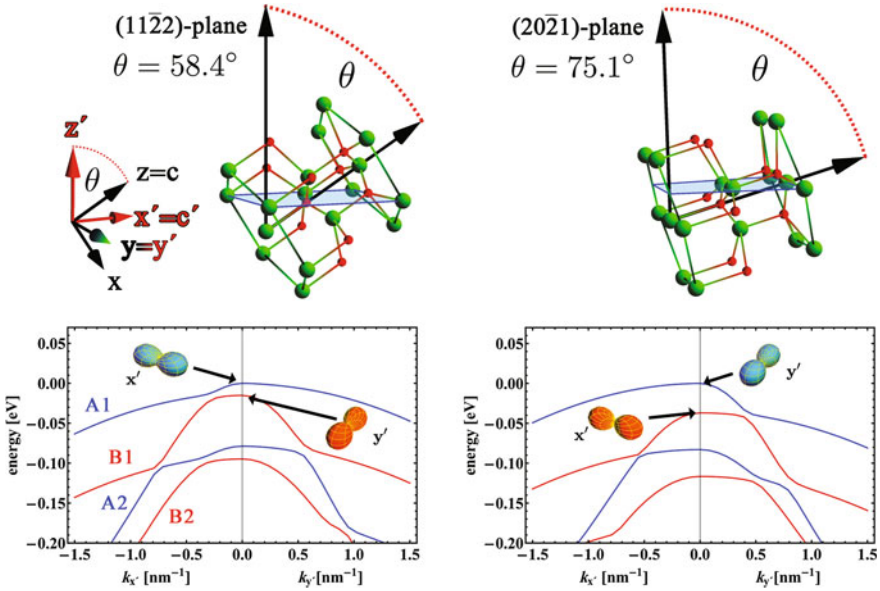 (11$\bar{2}$2)-plane
θ = 58.4°
θ
z′
θ
z=c
x′=c′
y=y′
x
(20$\bar{2}$1)-plane
θ = 75.1°
θ
energy [eV]
0.05
0.00
−0.05
−0.10
−0.15
−0.20
x′
y′
A1
B1
A2
B2
−1.5 −1.0 −0.5 0.0 0.5 1.0 1.5
k_x′ [nm⁻¹] k_y′[nm⁻¹]
energy [eV]
0.05
0.00
−0.05
−0.10
−0.15
−0.20
y′
x′
−1.5 −1.0 −0.5 0.0 0.5 1.0 1.5
k_x′ [nm⁻¹] k_y′[nm⁻¹]